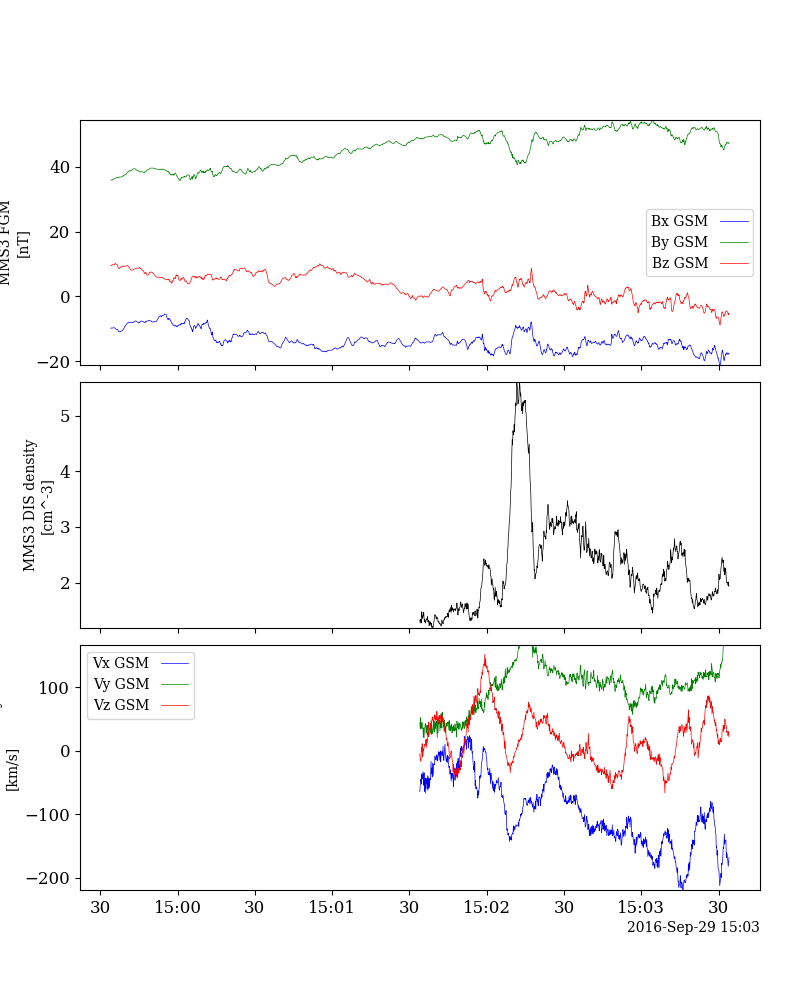 MMS3 FGM
[nT]
40
20
0
−20
Bx GSM
By GSM
Bz GSM
MMS3 DIS density
[cm^-3]
5
4
3
2
[km/s]
100
0
−100
−200
Vx GSM
Vy GSM
Vz GSM
30 15:00 30 15:01 30 15:02 30 15:03 30
2016-Sep-29 15:03